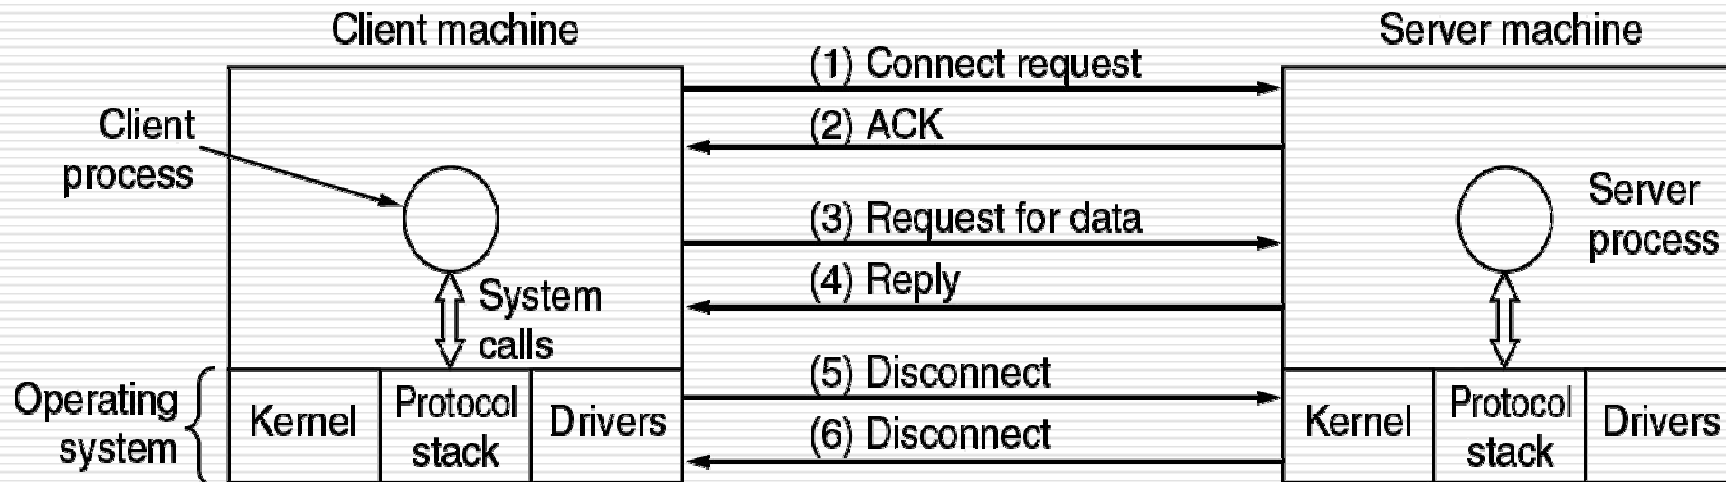 Client machine
Server machine
(1) Connect request
(2) ACK
Client
process
(3) Request for data
Server
process
(4) Reply
System
calls
(5) Disconnect
(6) Disconnect
Operating
system
Kernel
Protocol
stack
Drivers
Kernel
Protocol
stack
Drivers